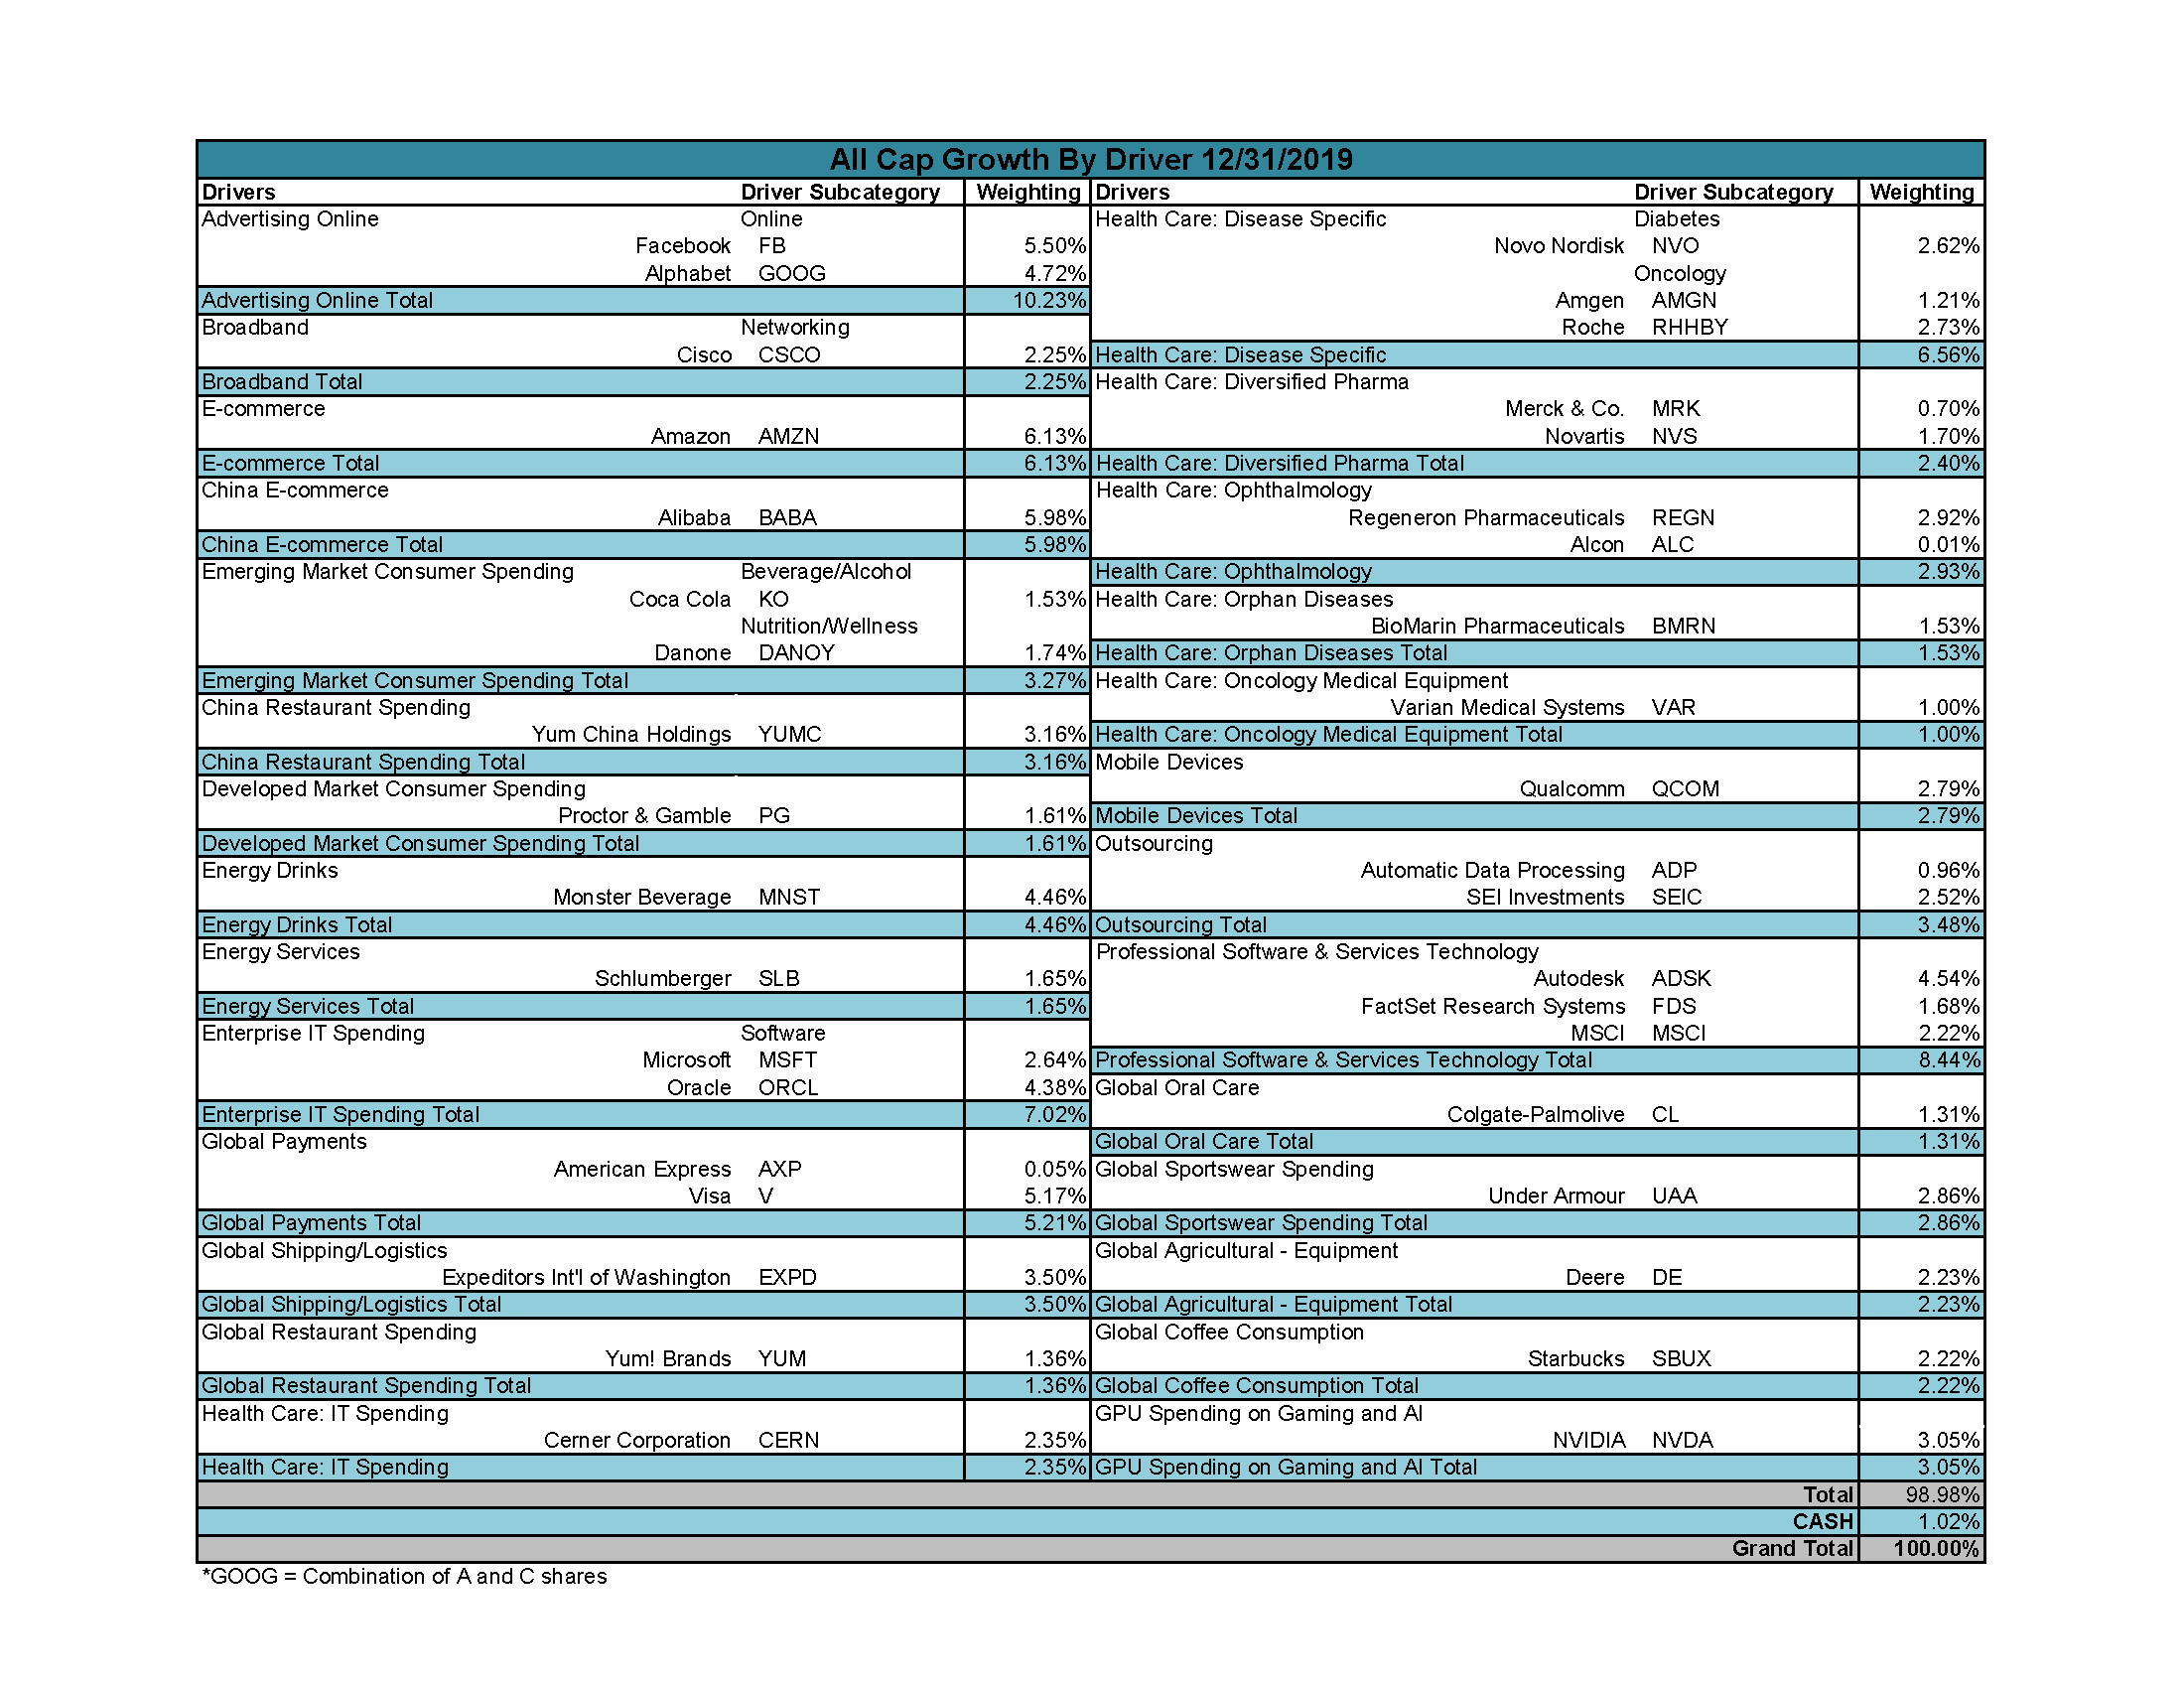 All Cap Growth By Driver 12/31/2019
Drivers Driver Subcategory Weighting
Advertising Online Online
Facebook FB 5.50%
Alphabet GOOG 4.72%
Advertising Online Total 10.23%
Broadband Networking
Cisco CSCO 2.25%
Broadband Total 2.25%
E-commerce
Amazon AMZN 6.13%
E-commerce Total 6.13%
China E-commerce
Alibaba BABA 5.98%
China E-commerce Total 5.98%
Emerging Market Consumer Spending Beverage/Alcohol
Coca Cola KO 1.53%
Nutrition/Wellness
Danone DANOY 1.74%
Emerging Market Consumer Spending Total 3.27%
China Restaurant Spending
Yum China Holdings YUMC 3.16%
China Restaurant Spending Total 3.16%
Developed Market Consumer Spending
Proctor & Gamble PG 1.61%
Developed Market Consumer Spending Total 1.61%
Energy Drinks
Monster Beverage MNST 4.46%
Energy Drinks Total 4.46%
Energy Services
Schlumberger SLB 1.65%
Energy Services Total 1.65%
Enterprise IT Spending Software
Microsoft MSFT 2.64%
Oracle ORCL 4.38%
Enterprise IT Spending Total 7.02%
Global Payments
American Express AXP 0.05%
Visa V 5.17%
Global Payments Total 5.21%
Global Shipping/Logistics
Expeditors Int'l of Washington EXPD 3.50%
Global Shipping/Logistics Total 3.50%
Global Restaurant Spending
Yum! Brands YUM 1.36%
Global Restaurant Spending Total 1.36%
Health Care: IT Spending
Cerner Corporation CERN 2.35%
Health Care: IT Spending 2.35%
Drivers Driver Subcategory Weighting
Health Care: Disease Specific Diabetes
Novo Nordisk NVO 2.62%
Oncology
Amgen AMGN 1.21%
Roche RHHBY 2.73%
Health Care: Disease Specific 6.56%
Health Care: Diversified Pharma
Merck & Co. MRK 0.70%
Novartis NVS 1.70%
Health Care: Diversified Pharma Total 2.40%
Health Care: Ophthalmology
Regeneron Pharmaceuticals REGN 2.92%
Alcon ALC 0.01%
Health Care: Ophthalmology 2.93%
Health Care: Orphan Diseases
BioMarin Pharmaceuticals BMRN 1.53%
Health Care: Orphan Diseases Total 1.53%
Health Care: Oncology Medical Equipment
Varian Medical Systems VAR 1.00%
Health Care: Oncology Medical Equipment Total 1.00%
Mobile Devices
Qualcomm QCOM 2.79%
Mobile Devices Total 2.79%
Outsourcing
Automatic Data Processing ADP 0.96%
SEI Investments SEIC 2.52%
Outsourcing Total 3.48%
Professional Software & Services Technology
Autodesk ADSK 4.54%
FactSet Research Systems FDS 1.68%
MSCI MSCI 2.22%
Professional Software & Services Technology Total 8.44%
Global Oral Care
Colgate-Palmolive CL 1.31%
Global Oral Care Total 1.31%
Global Sportswear Spending
Under Armour UAA 2.86%
Global Sportswear Spending Total 2.86%
Global Agricultural - Equipment
Deere DE 2.23%
Global Agricultural - Equipment Total 2.23%
Global Coffee Consumption
Starbucks SBUX 2.22%
Global Coffee Consumption Total 2.22%
GPU Spending on Gaming and AI
NVIDIA NVDA 3.05%
GPU Spending on Gaming and AI Total 3.05%
Total 98.98%
CASH 1.02%
Grand Total 100.00%
*GOOG = Combination of A and C shares